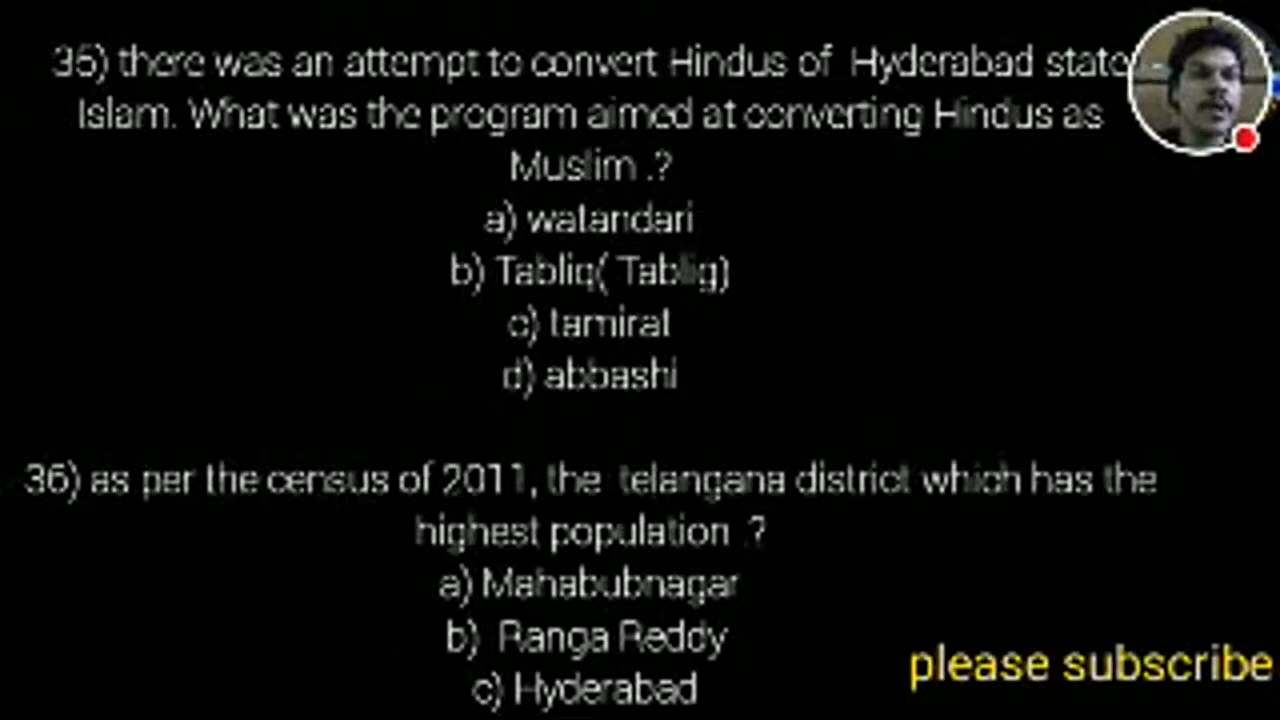 35) there was an attempt to convert Hindus of Hyderabad state
Islam. What was the program aimed at converting Hindus as
Muslim .?
a) watandari
b) Tabliq( Tablig)
c) tamirat
d) abbashi
36) as per the census of 2011, the telangana district which has the
highest population .?
a) Mahabubnagar
b) Ranga Reddy
c) Hyderabad
please subscribe